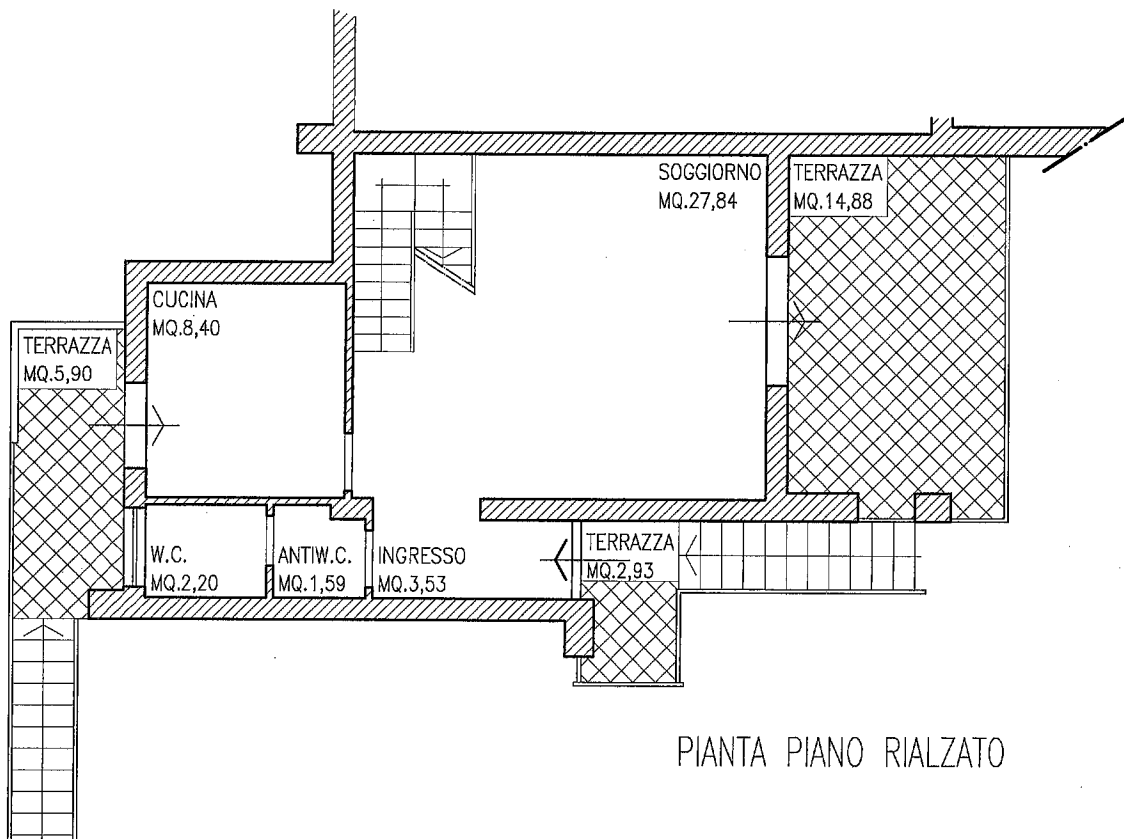 SOGGIORNO
MQ.27,84
TERRAZZA
MQ.14,88
CUCINA
MQ.8,40
TERRAZZA
MQ.5,90
W.C.
MQ.2,20
ANTIW.C.
MQ.1,59
INGRESSO
MQ.3,53
TERRAZZA
MQ.2,93
PIANTA PIANO RIALZATO